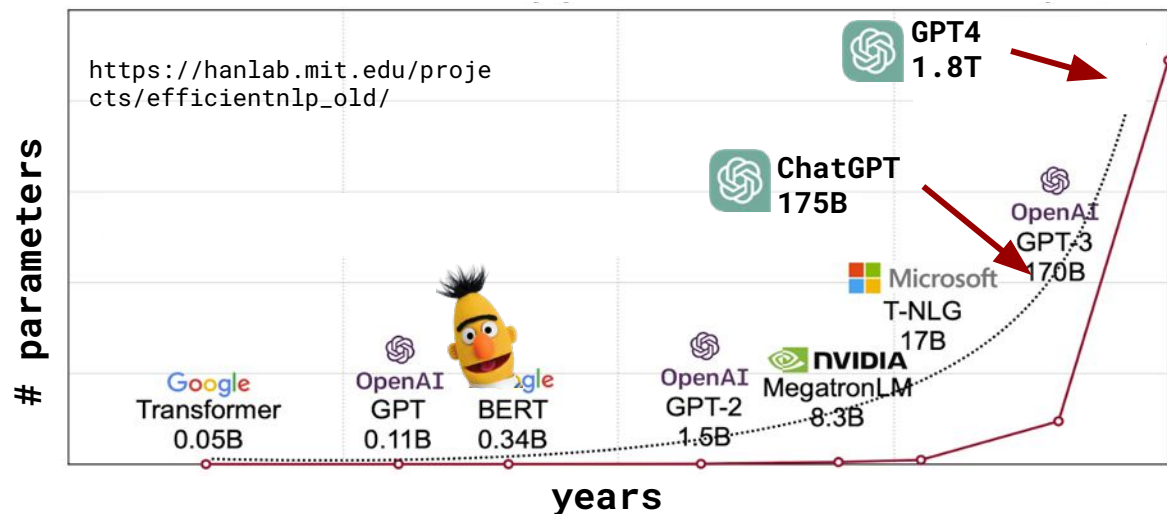 https://hanlab.mit.edu/proje
cts/efficientnlp_old/
GPT4
1.8T
ChatGPT
175B
OpenAI
GPT-3
170B
Microsoft
T-NLG
17B
NVIDIA
MegatronLM
8.3B
OpenAI
GPT-2
1.5B
gle
BERT
0.34B
OpenAI
GPT
0.11B
Google
Transformer
0.05B
# parameters
years